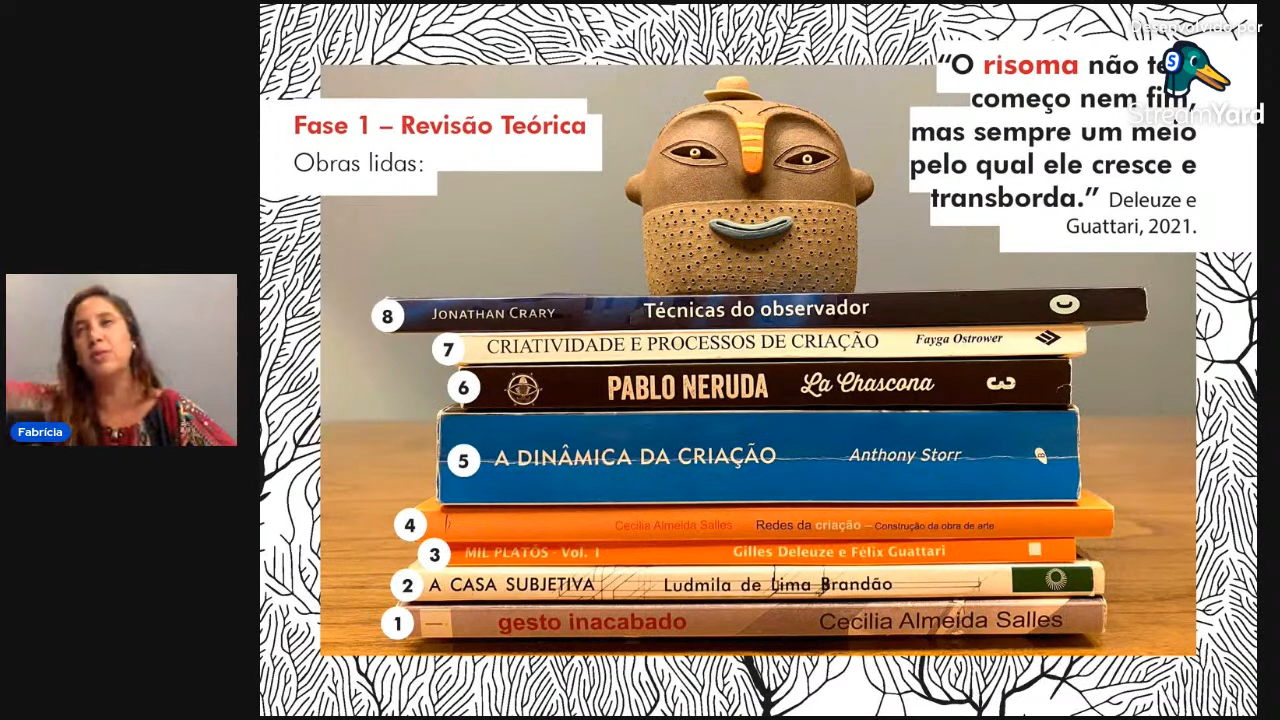 Desenvolvido por
StreamYard
Fase 1 – Revisão Teórica
Obras lidas:
“O risoma não
começo nem fim,
mas sempre um meio
pelo qual ele cresce e
transborda.” Deleuze e
Guattari, 2021.
8 JONATHAN CRARY Técnicas do observador
7 CRIATIVIDADE E PROCESSOS DE CRIAÇÃO Fayga Ostrower
6 PABLO NERUDA La Chascona 3
5 A DINÂMICA DA CRIAÇÃO Anthony Storr
4 Cecilia Almeida Salles Redes da criação – Construção da obra de arte
3 MIL PLATÔS - Vol. 1 Gilles Deleuze e Félix Guattari
2 A CASA SUBJETIVA Ludmila de Lima Brandão
1 gesto inacabado Cecilia Almeida Salles
Fabrícia